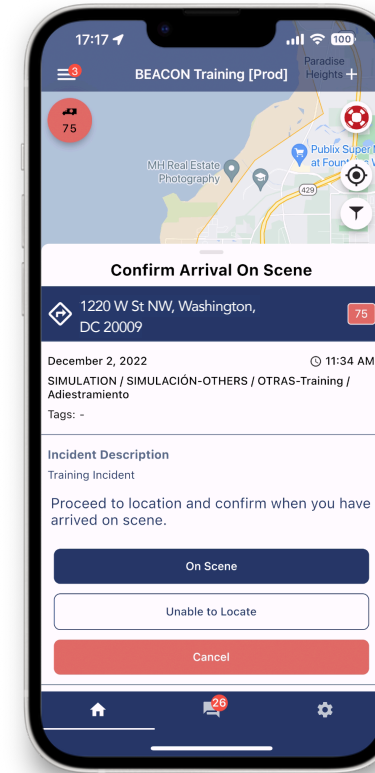 17:17
100
3
BEACON Training [Prod]
Paradise
Heights
75
MH Real Estate
Photography
Publix Super
at Fount
429
Confirm Arrival On Scene
1220 W St NW, Washington,
DC 20009
75
December 2, 2022
11:34 AM
SIMULATION / SIMULACIÓN-OTHERS / OTRAS-Training /
Adiestramiento
Tags: -
Incident Description
Training Incident
Proceed to location and confirm when you have
arrived on scene.
On Scene
Unable to Locate
Cancel
26